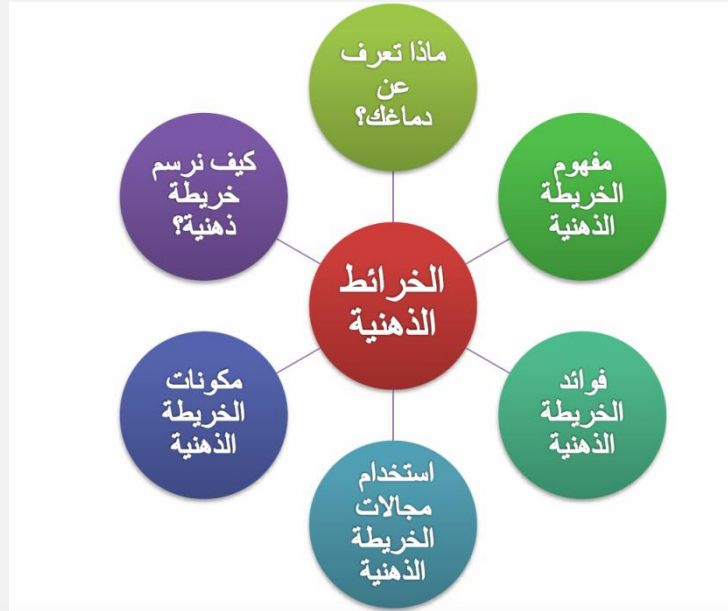 ماذا تعرف
عن
دماغك؟
مفهوم
الخريطة
الذهنية
فوائد
الخريطة
الذهنية
استخدام
مجالات
الخريطة
الذهنية
مكونات
الخريطة
الذهنية
كيف نرسم
خريطة
ذهنية؟
الخرائط
الذهنية